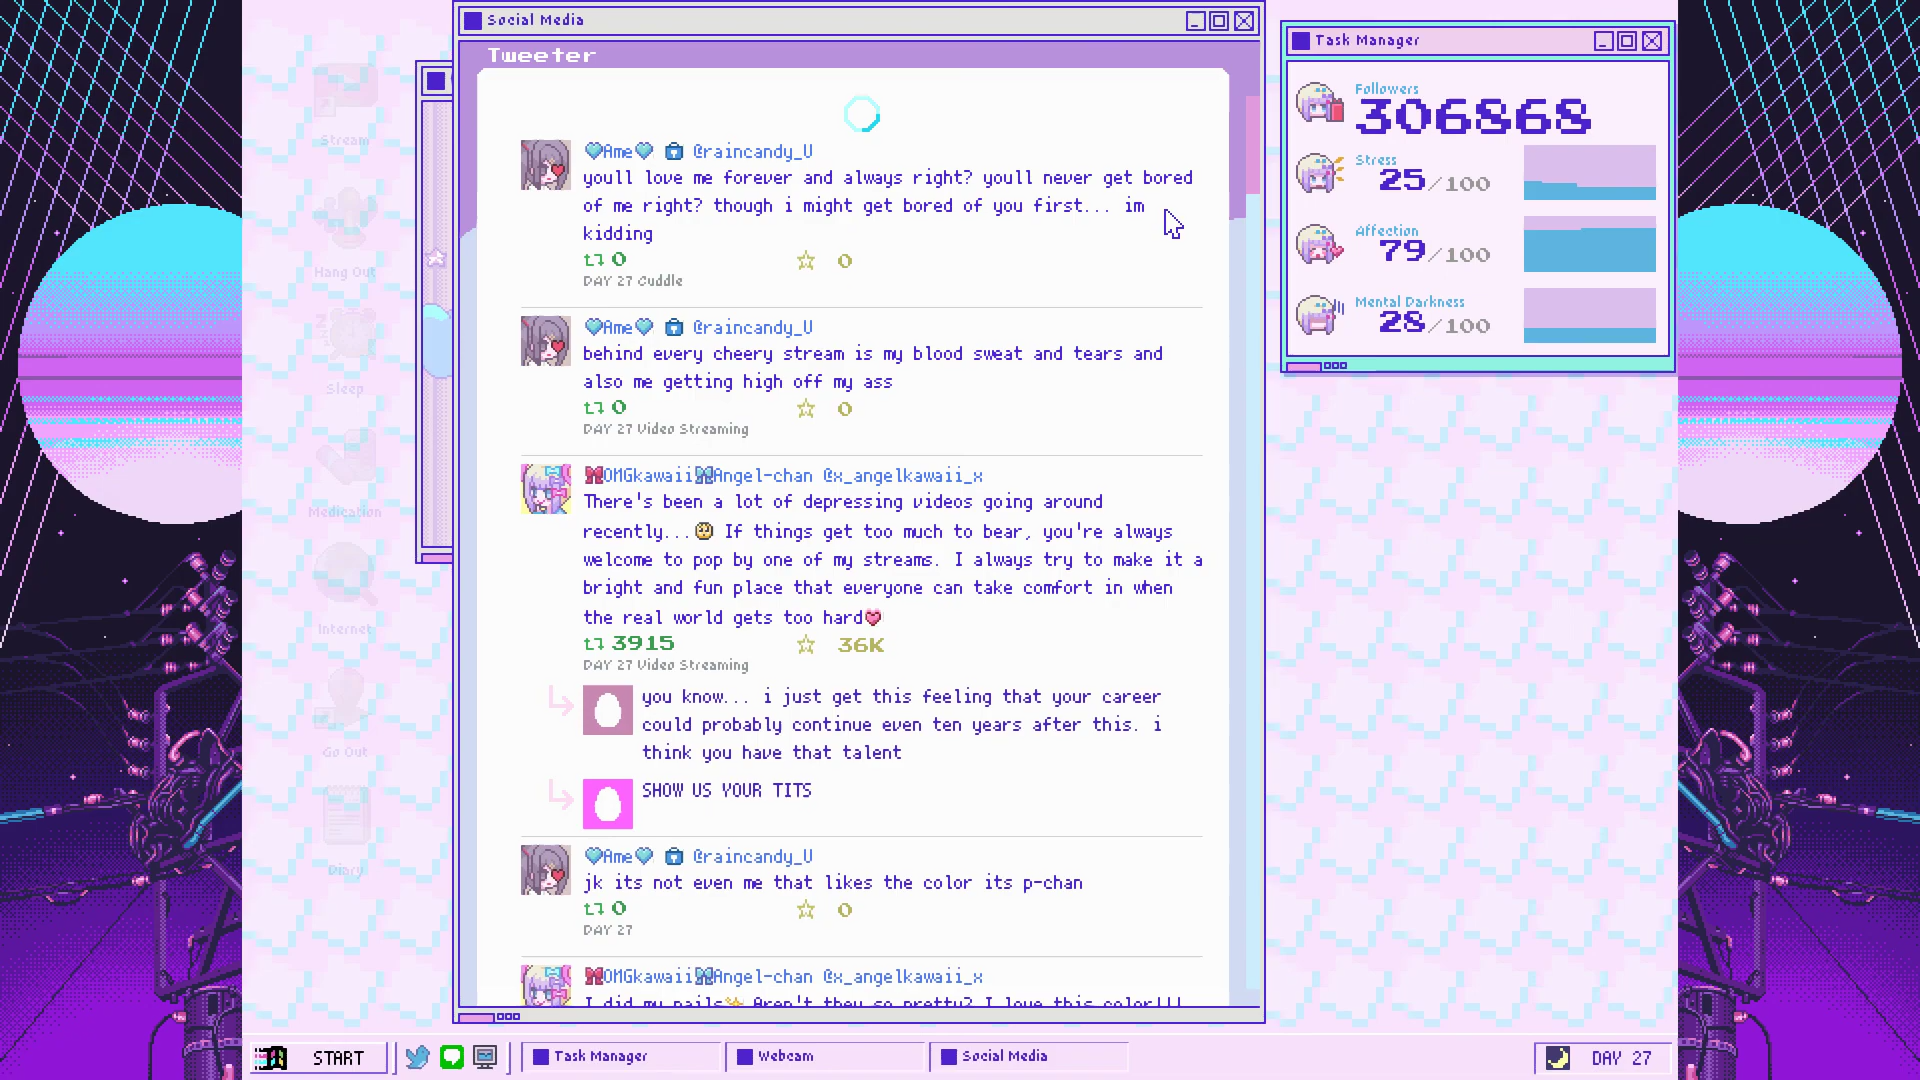 Social Media
Tweeter
Ame @raincandy_U
youll love me forever and always right? youll never get bored
of me right? though i might get bored of you first... im
kidding
0 0
DAY 27 Cuddle
Ame @raincandy_U
behind every cheery stream is my blood sweat and tears and
also me getting high off my ass
0 0
DAY 27 Video Streaming
OMGkawaiiAngel-chan @x_angelkawaii_x
There's been a lot of depressing videos going around
recently... If things get too much to bear, you're always
welcome to pop by one of my streams. I always try to make it a
bright and fun place that everyone can take comfort in when
the real world gets too hard
3915 36K
DAY 27 Video Streaming
you know... i just get this feeling that your career
could probably continue even ten years after this. i
think you have that talent
SHOW US YOUR TITS
Ame @raincandy_U
jk its not even me that likes the color its p-chan
0 0
DAY 27
OMGkawaiiAngel-chan @x_angelkawaii_x
I did my nails Aren't they so pretty? I love this color!!!
Task Manager
Followers
306868
Stress
25/100
Affection
79/100
Mental Darkness
28/100
Stream
Hang Out
Sleep
Medication
Internet
Go Out
Diary
START
Task Manager
Webcam
Social Media
DAY 27